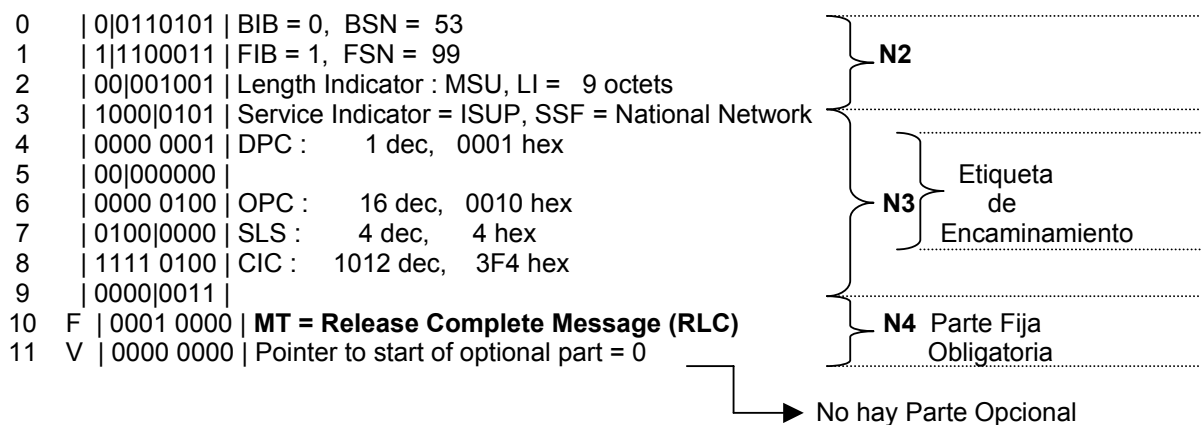 0 | 0|0110101 | BIB = 0, BSN = 53
1 | 1|1100011 | FIB = 1, FSN = 99 N2
2 | 00|001001 | Length Indicator : MSU, LI = 9 octets
3 | 1000|0101 | Service Indicator = ISUP, SSF = National Network
4 | 0000 0001 | DPC : 1 dec, 0001 hex
5 | 00|000000 | Etiqueta
6 | 0000 0100 | OPC : 16 dec, 0010 hex N3 de
7 | 0100|0000 | SLS : 4 dec, 4 hex Encaminamiento
8 | 1111 0100 | CIC : 1012 dec, 3F4 hex
9 | 0000|0011 |
10 F | 0001 0000 | MT = Release Complete Message (RLC) N4 Parte Fija
11 V | 0000 0000 | Pointer to start of optional part = 0 Obligatoria
No hay Parte Opcional